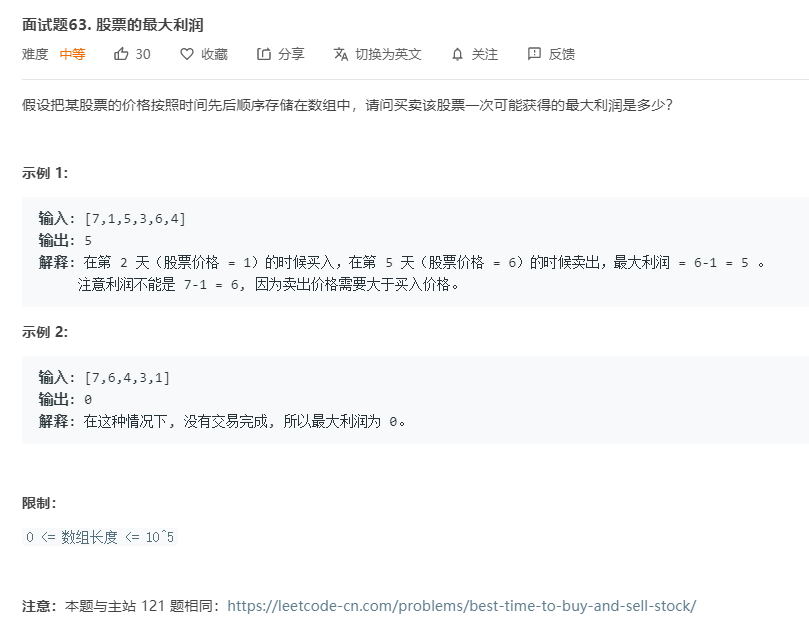 面试题63. 股票的最大利润
难度 中等 30 收藏 分享 切换为英文 关注 反馈
假设把某股票的价格按照时间先后顺序存储在数组中，请问买卖该股票一次可能获得的最大利润是多少？
示例 1:
输入: [7,1,5,3,6,4]
输出: 5
解释: 在第 2 天（股票价格 = 1）的时候买入，在第 5 天（股票价格 = 6）的时候卖出，最大利润 = 6-1 = 5 。
注意利润不能是 7-1 = 6, 因为卖出价格需要大于买入价格。
示例 2:
输入: [7,6,4,3,1]
输出: 0
解释: 在这种情况下, 没有交易完成, 所以最大利润为 0。
限制：
0 <= 数组长度 <= 10^5
注意：本题与主站 121 题相同：https://leetcode-cn.com/problems/best-time-to-buy-and-sell-stock/